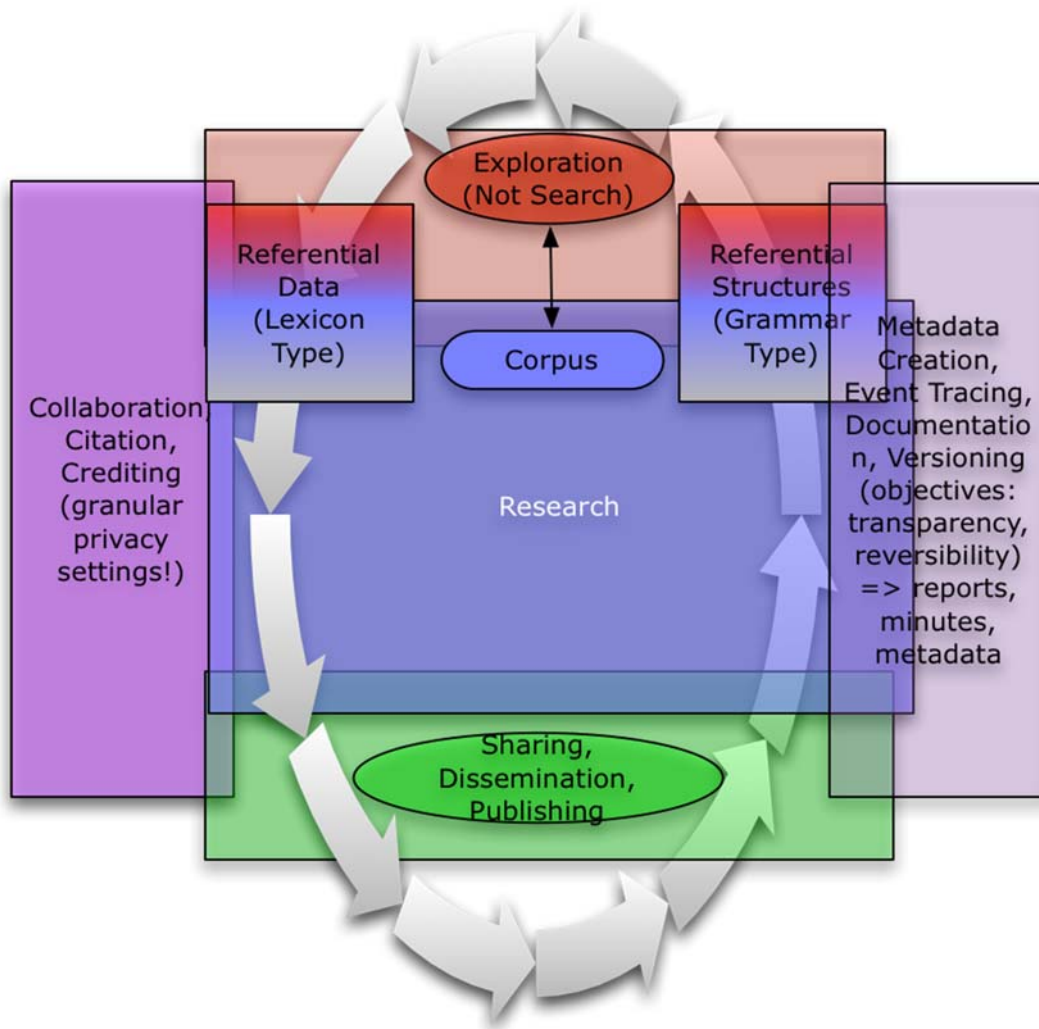 Exploration
(Not Search)
Referential
Data
(Lexicon
Type)
Referential
Structures
(Grammar
Type)
Corpus
Collaboration,
Citation,
Crediting
(granular
privacy
settings!)
Research
Metadata
Creation,
Event Tracing,
Documentatio
n, Versioning
(objectives:
transparency,
reversibility)
=> reports,
minutes,
metadata
Sharing,
Dissemination,
Publishing